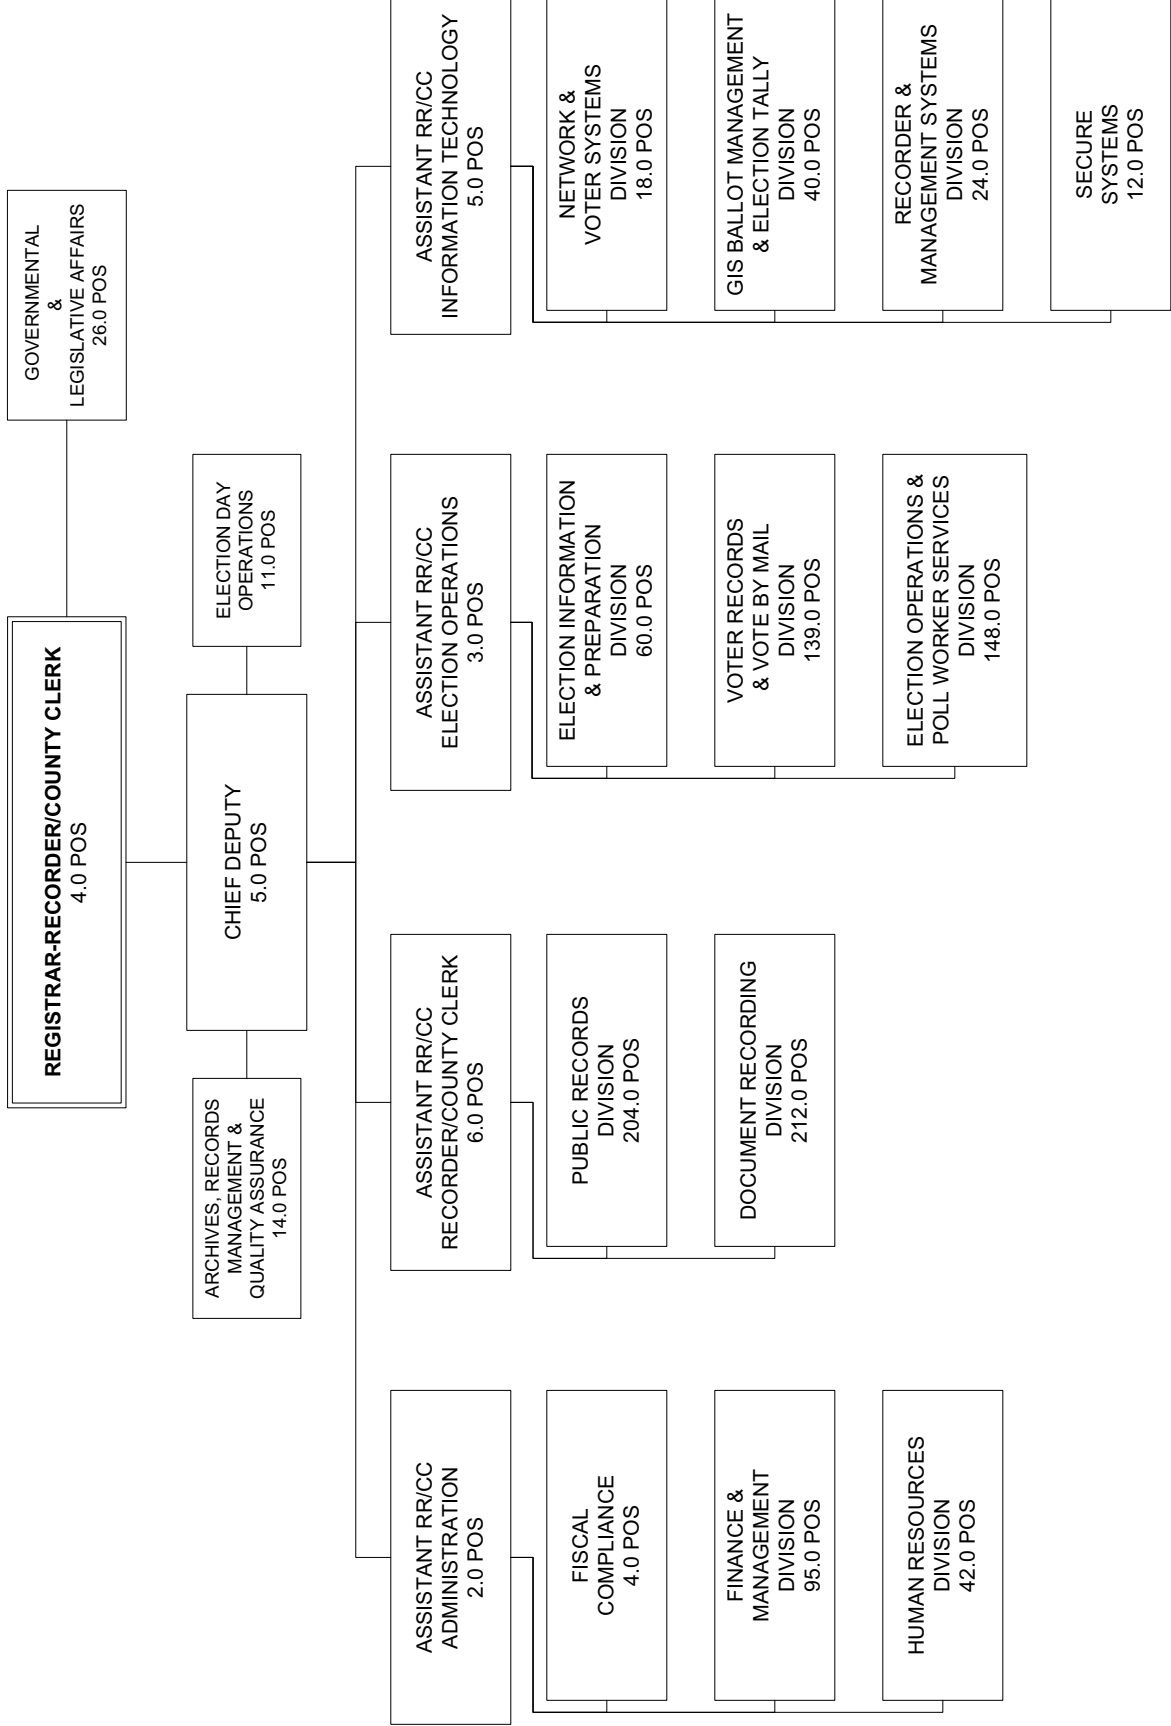 REGISTRAR-RECORDER/COUNTY CLERK
4.0 POS
GOVERNMENTAL
&
LEGISLATIVE AFFAIRS
26.0 POS
ARCHIVES, RECORDS
MANAGEMENT &
QUALITY ASSURANCE
14.0 POS
CHIEF DEPUTY
5.0 POS
ELECTION DAY
OPERATIONS
11.0 POS
ASSISTANT RR/CC
ADMINISTRATION
2.0 POS
FISCAL
COMPLIANCE
4.0 POS
FINANCE &
MANAGEMENT
DIVISION
95.0 POS
HUMAN RESOURCES
DIVISION
42.0 POS
ASSISTANT RR/CC
RECORDER/COUNTY CLERK
6.0 POS
PUBLIC RECORDS
DIVISION
204.0 POS
DOCUMENT RECORDING
DIVISION
212.0 POS
ASSISTANT RR/CC
ELECTION OPERATIONS
3.0 POS
ELECTION INFORMATION
& PREPARATION
DIVISION
60.0 POS
VOTER RECORDS
& VOTE BY MAIL
DIVISION
139.0 POS
ELECTION OPERATIONS &
POLL WORKER SERVICES
DIVISION
148.0 POS
ASSISTANT RR/CC
INFORMATION TECHNOLOGY
5.0 POS
NETWORK &
VOTER SYSTEMS
DIVISION
18.0 POS
GIS BALLOT MANAGEMENT
& ELECTION TALLY
DIVISION
40.0 POS
RECORDER &
MANAGEMENT SYSTEMS
DIVISION
24.0 POS
SECURE
SYSTEMS
12.0 POS